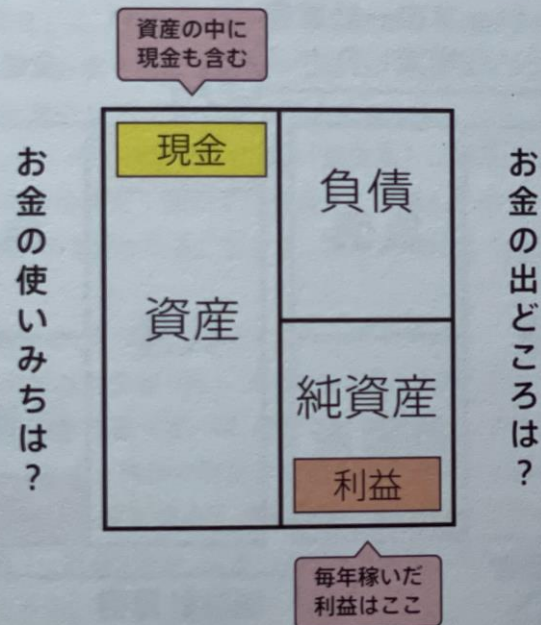 資産の中に
現金も含む
お金の使いみちは？
現金
資産
負債
純資産
利益
お金の出どころは？
毎年稼いだ
利益はここ